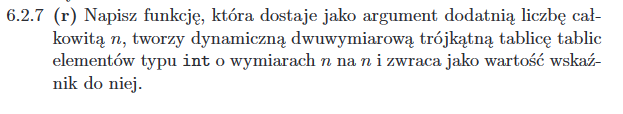 6.2.7 (r) Napisz funkcję, która dostaje jako argument dodatnią liczbę cał-
kowitą n, tworzy dynamiczną dwuwymiarową trójkątną tablicę tablic
elementów typu int o wymiarach n na n i zwraca jako wartość wskaź-
nik do niej.